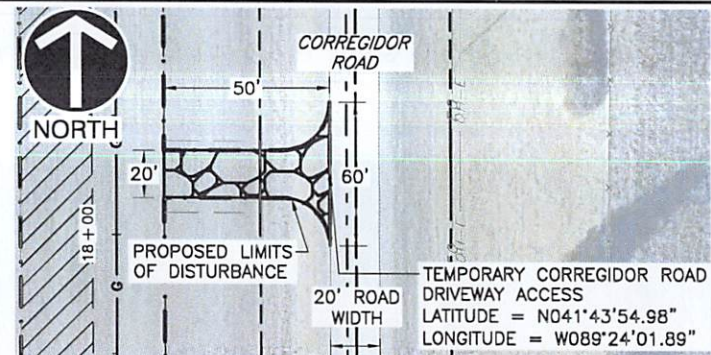 CORREGIDOR
ROAD
50'
NORTH
20'
60'
18+00
G
G
PROPOSED LIMITS
OF DISTURBANCE
20' ROAD
WIDTH
TEMPORARY CORREGIDOR ROAD
DRIVEWAY ACCESS
LATITUDE = N041°43'54.98"
LONGITUDE = W089°24'01.89"